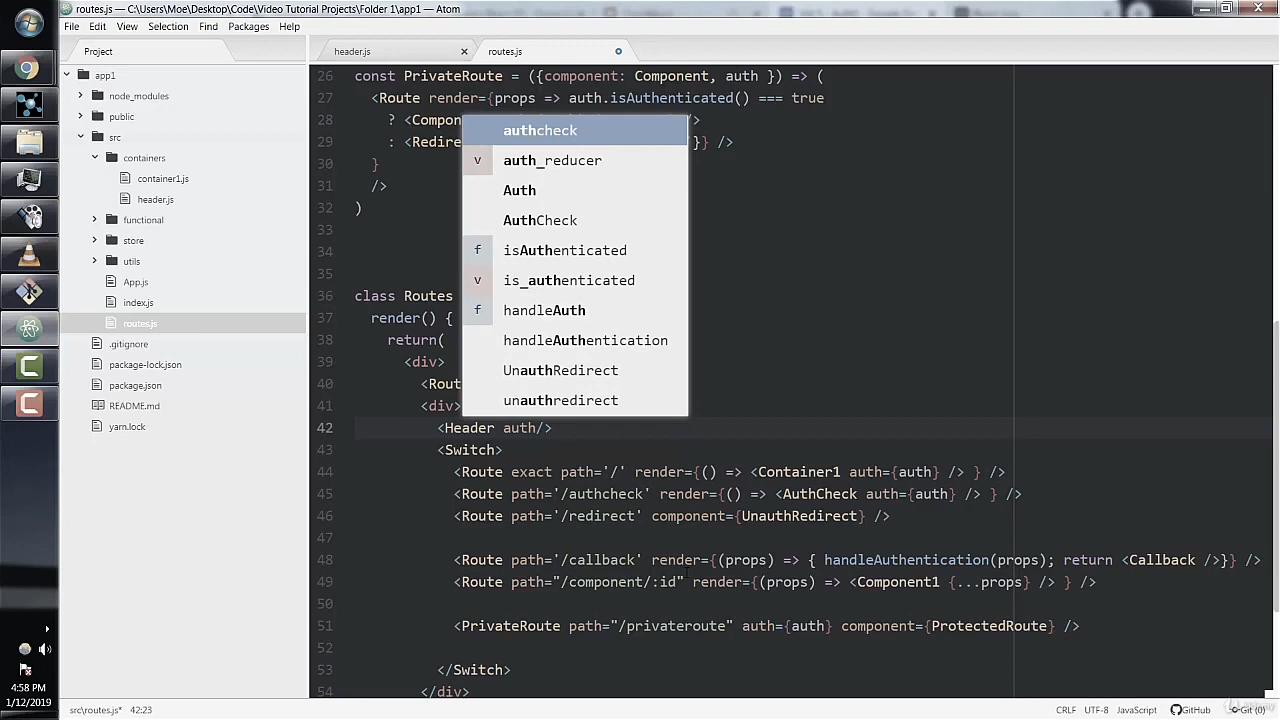 routes.js — C:\Users\Moe\Desktop\Code\Video Tutorial Projects\Folder 1\app1 — Atom
File Edit View Selection Find Packages Help
Project
header.js
routes.js
app1
node_modules
public
src
containers
container1.js
header.js
functional
store
utils
App.js
index.js
routes.js
.gitignore
package-lock.json
package.json
README.md
yarn.lock
26 const PrivateRoute = ({component: Component, auth }) => (
27 <Route render={props => auth.isAuthenticated() === true
28 ? <Compon />
29 : <Redire }} />
30 }
31 />
32 )
33
34
35
36 class Routes
37 render() {
38 return(
39 <div>
40 <Rout
41 <div>
42 <Header auth/>
43 <Switch>
44 <Route exact path='/' render={() => <Container1 auth={auth} /> } />
45 <Route path='/authcheck' render={() => <AuthCheck auth={auth} /> } />
46 <Route path='/redirect' component={UnauthRedirect} />
48 <Route path='/callback' render={(props) => { handleAuthentication(props); return <Callback />}} />
49 <Route path="/component/:id" render={(props) => <Component1 {...props} /> } />
50
51 <PrivateRoute path="/privateroute" auth={auth} component={ProtectedRoute} />
52
53 </Switch>
54 </div>
authcheck
v auth_reducer
Auth
AuthCheck
f isAuthenticated
v is_authenticated
f handleAuth
handleAuthentication
UnauthRedirect
unauthredirect
src\routes.js* 42:23
CRLF UTF-8 JavaScript GitHub Git (0)
4:58 PM
1/12/2019